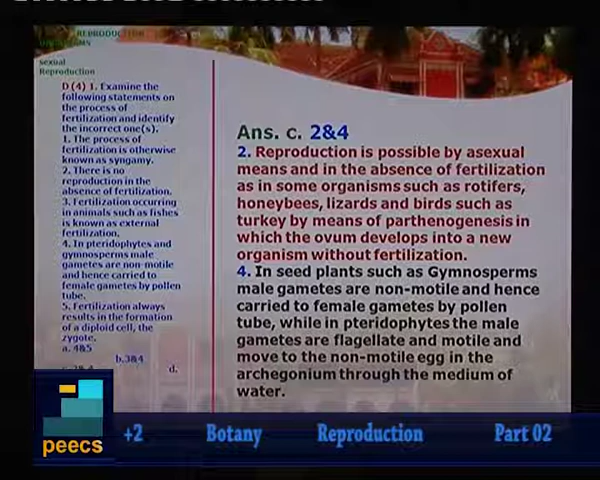 REPRODUCTION
sexual
Reproduction
D (4) 1. Examine the
following statements on
the process of
fertilization and identify
the incorrect one(s).
1. The process of
fertilization is otherwise
known as syngamy.
2. There is no
reproduction in the
absence of fertilization.
3. Fertilization occurring
in animals such as fishes
is known as external
fertilization.
4. In pteridophytes and
gymnosperms male
gametes are non-motile
and hence carried to
female gametes by pollen
tube.
5. Fertilization always
results in the formation
of a diploid cell, the
zygote.
a. 4&5
b.3&4
d.
Ans. c. 2&4
2. Reproduction is possible by asexual
means and in the absence of fertilization
as in some organisms such as rotifers,
honeybees, lizards and birds such as
turkey by means of parthenogenesis in
which the ovum develops into a new
organism without fertilization.
4. In seed plants such as Gymnosperms
male gametes are non-motile and hence
carried to female gametes by pollen
tube, while in pteridophytes the male
gametes are flagellate and motile and
move to the non-motile egg in the
archegonium through the medium of
water.
peecs
+2 Botany Reproduction Part 02